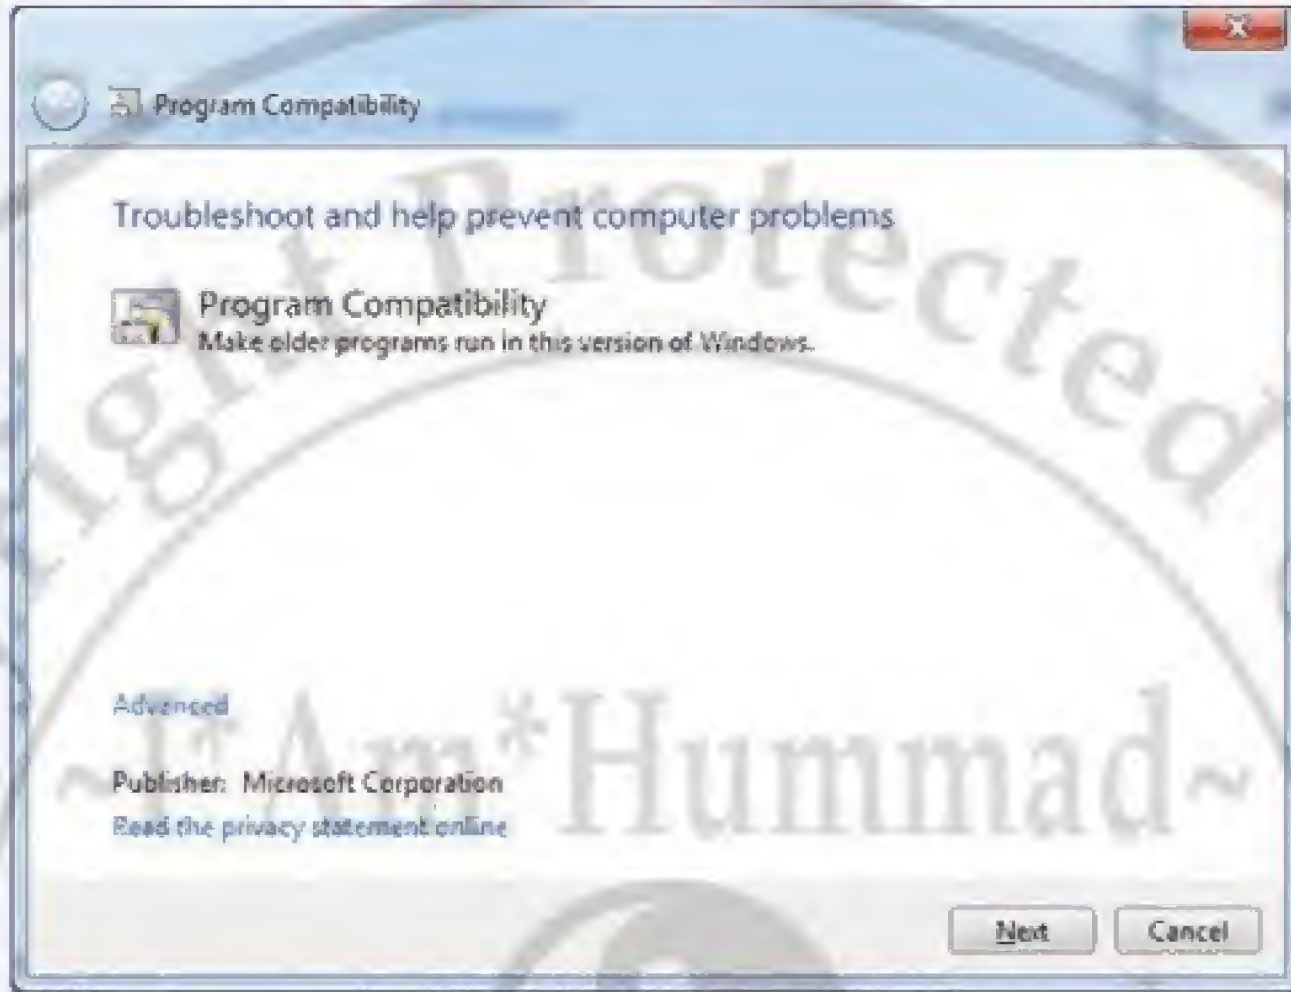 Program Compatibility
Troubleshoot and help prevent computer problems
Program Compatibility
Make older programs run in this version of Windows.
Advanced
Publisher: Microsoft Corporation
Read the privacy statement online
Next
Cancel
Protected
~I*Am*Hummad~